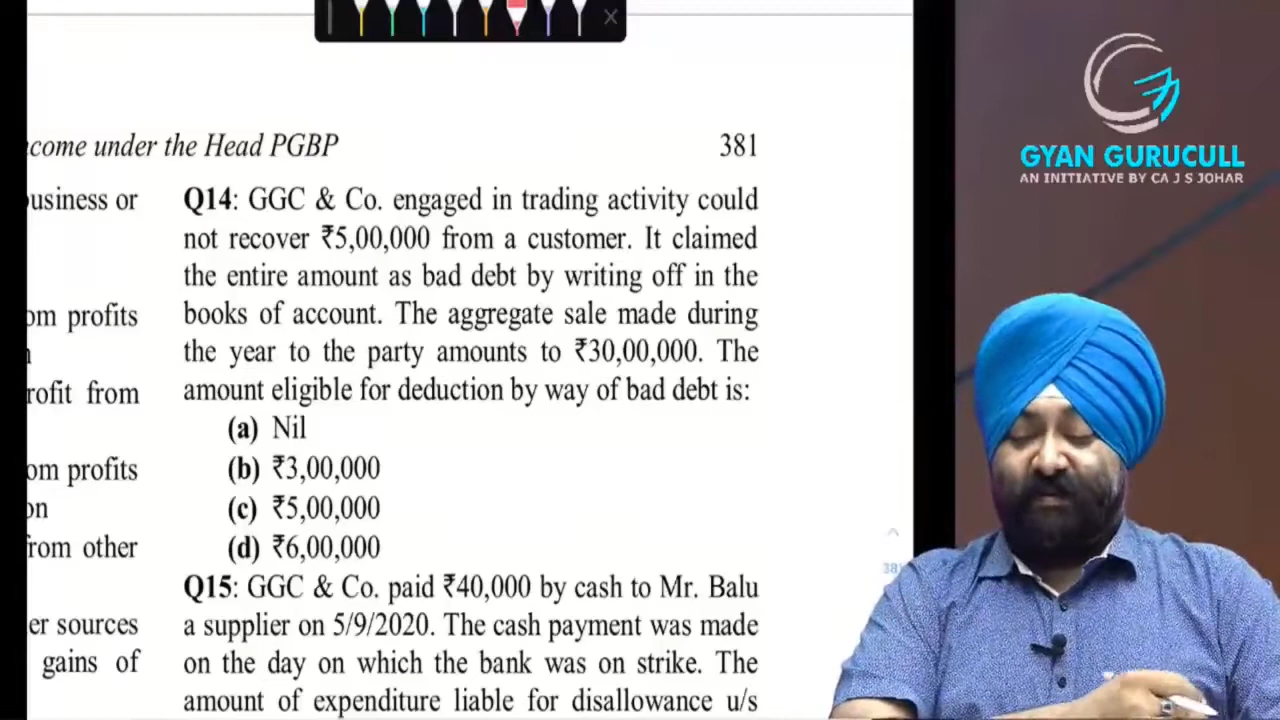 GYAN GURUCULL
AN INITIATIVE BY CA J S JOHAR
come under the Head PGBP
381
business or
om profits
rofit from
om profits
on
from other
er sources
gains of
Q14: GGC & Co. engaged in trading activity could
not recover ₹5,00,000 from a customer. It claimed
the entire amount as bad debt by writing off in the
books of account. The aggregate sale made during
the year to the party amounts to ₹30,00,000. The
amount eligible for deduction by way of bad debt is:
(a) Nil
(b) ₹3,00,000
(c) ₹5,00,000
(d) ₹6,00,000
Q15: GGC & Co. paid ₹40,000 by cash to Mr. Balu
a supplier on 5/9/2020. The cash payment was made
on the day on which the bank was on strike. The
amount of expenditure liable for disallowance u/s